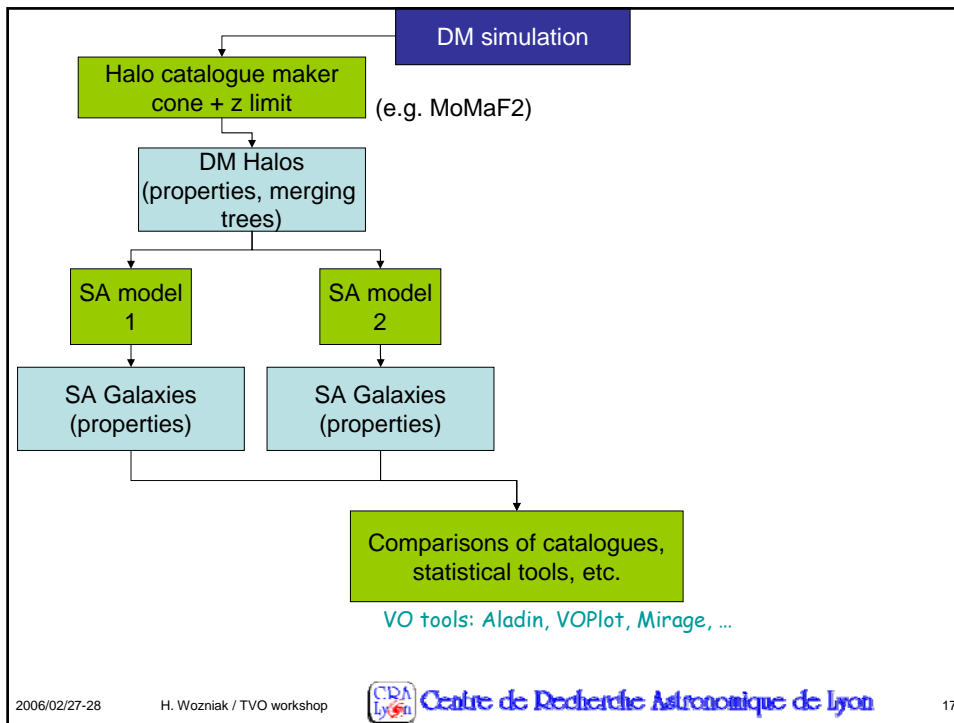 DM simulation
Halo catalogue maker
cone + z limit
(e.g. MoMaF2)
DM Halos
(properties, merging
trees)
SA model
1
SA model
2
SA Galaxies
(properties)
SA Galaxies
(properties)
Comparisons of catalogues,
statistical tools, etc.
VO tools: Aladin, VOPlot, Mirage, …
2006/02/27-28
H. Wozniak / TVO workshop
CRA
Lyon
Centre de Recherche Astronomique de Lyon
17